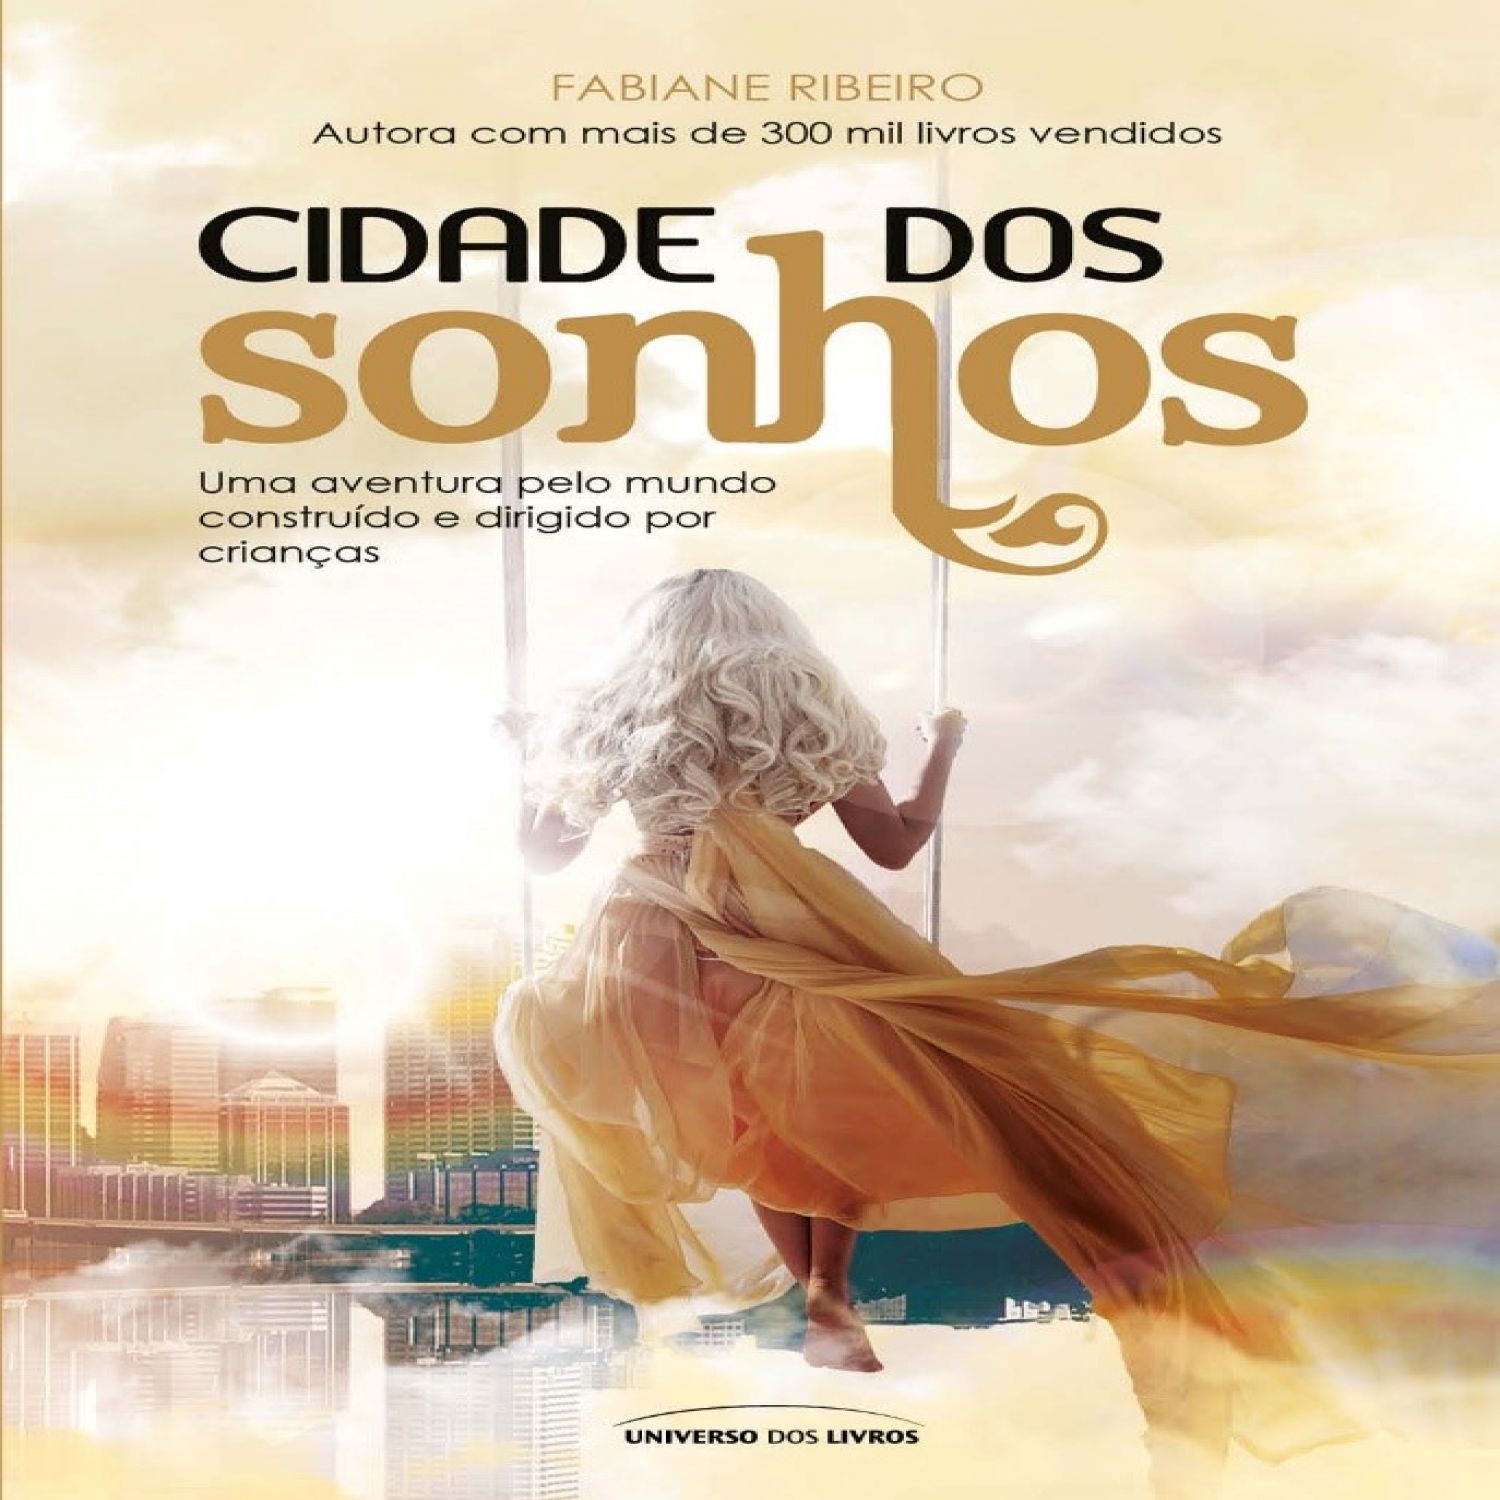 FABIANE RIBEIRO
Autora com mais de 300 mil livros vendidos
CIDADE DOS
sonhos
Uma aventura pelo mundo
construído e dirigido por
crianças
UNIVERSO DOS LIVROS